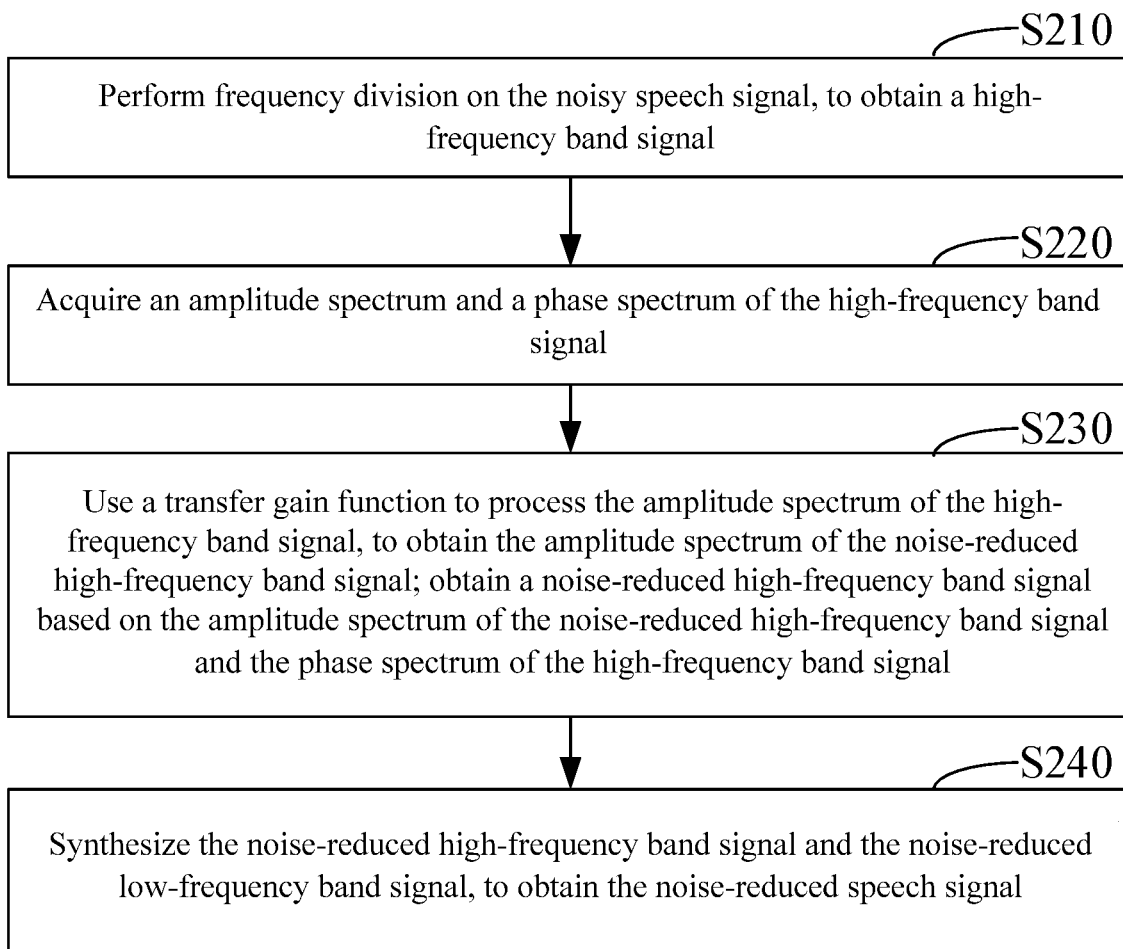 S210
Perform frequency division on the noisy speech signal, to obtain a high-
frequency band signal
S220
Acquire an amplitude spectrum and a phase spectrum of the high-frequency band
signal
S230
Use a transfer gain function to process the amplitude spectrum of the high-
frequency band signal, to obtain the amplitude spectrum of the noise-reduced
high-frequency band signal; obtain a noise-reduced high-frequency band signal
based on the amplitude spectrum of the noise-reduced high-frequency band signal
and the phase spectrum of the high-frequency band signal
S240
Synthesize the noise-reduced high-frequency band signal and the noise-reduced
low-frequency band signal, to obtain the noise-reduced speech signal